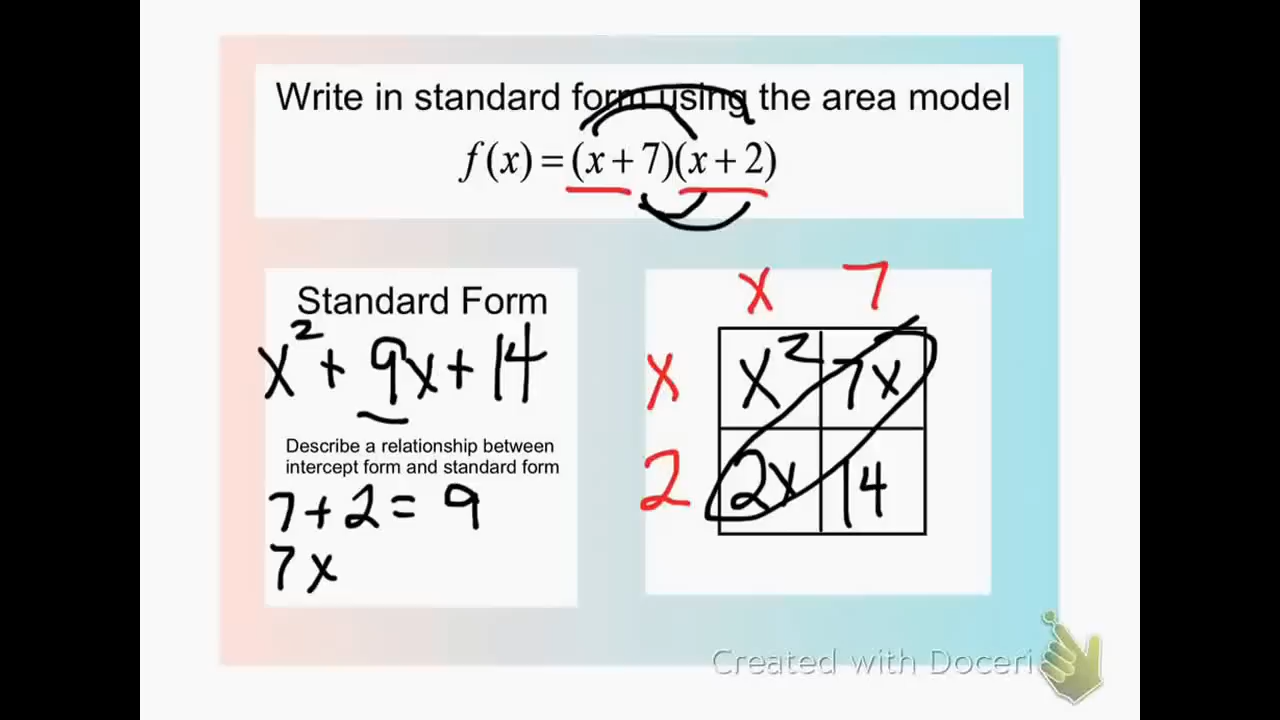 Write in standard form using the area model
f(x) = (x + 7)(x + 2)
Standard Form
x² + 9x + 14
Describe a relationship between
intercept form and standard form
7 + 2 = 9
7 x
x 7
x x² 7x
2 2x 14
Created with Doceri